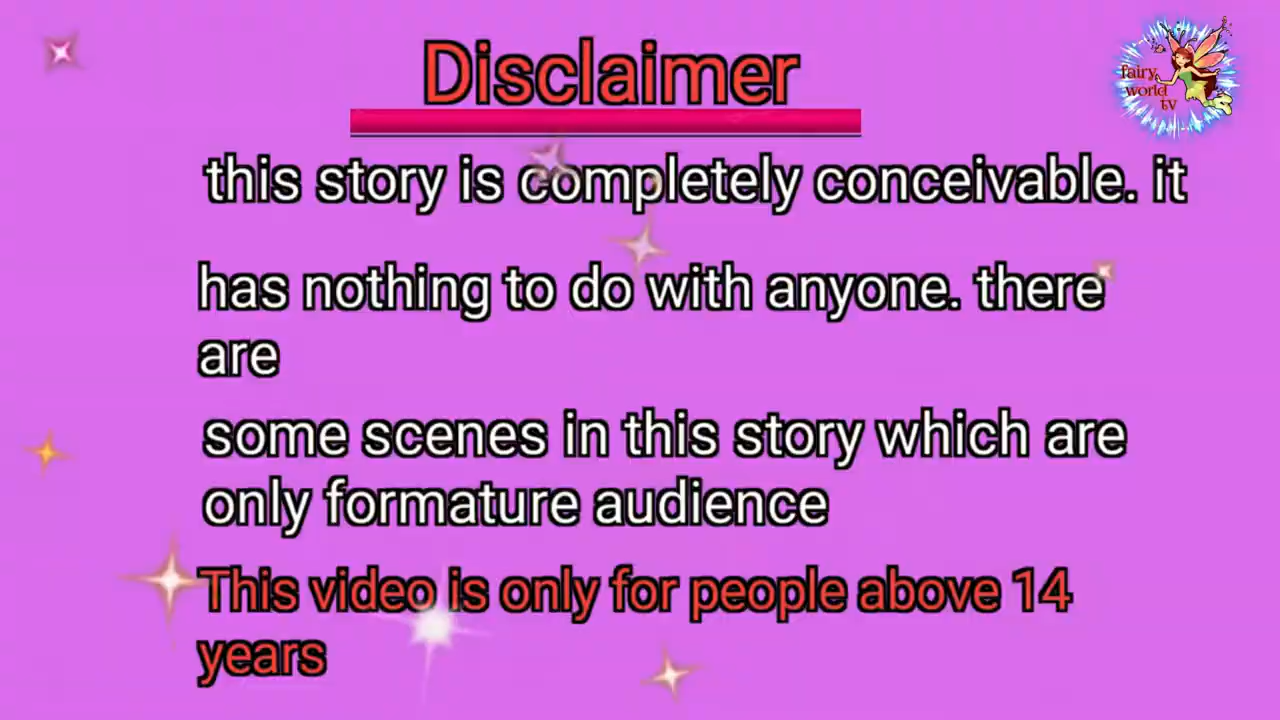 Disclaimer
fairy
world
tv
this story is completely conceivable. it
has nothing to do with anyone. there
are
some scenes in this story which are
only formature audience
This video is only for people above 14
years